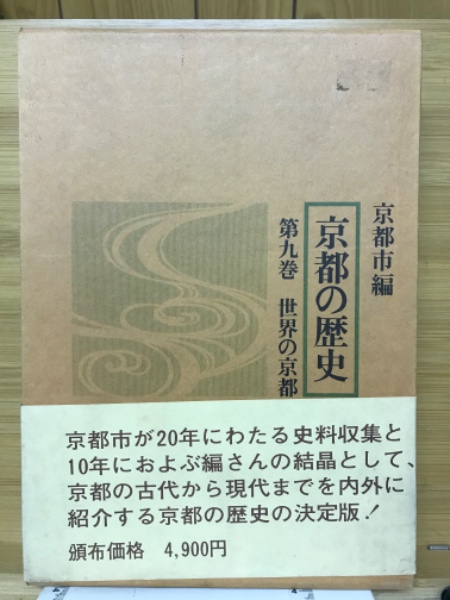 京都市編
京都の歴史
第九巻 世界の京都
京都市が20年にわたる史料収集と
10年におよぶ編さんの結晶として、
京都の古代から現代までを内外に
紹介する京都の歴史の決定版!
頒布価格 4,900円